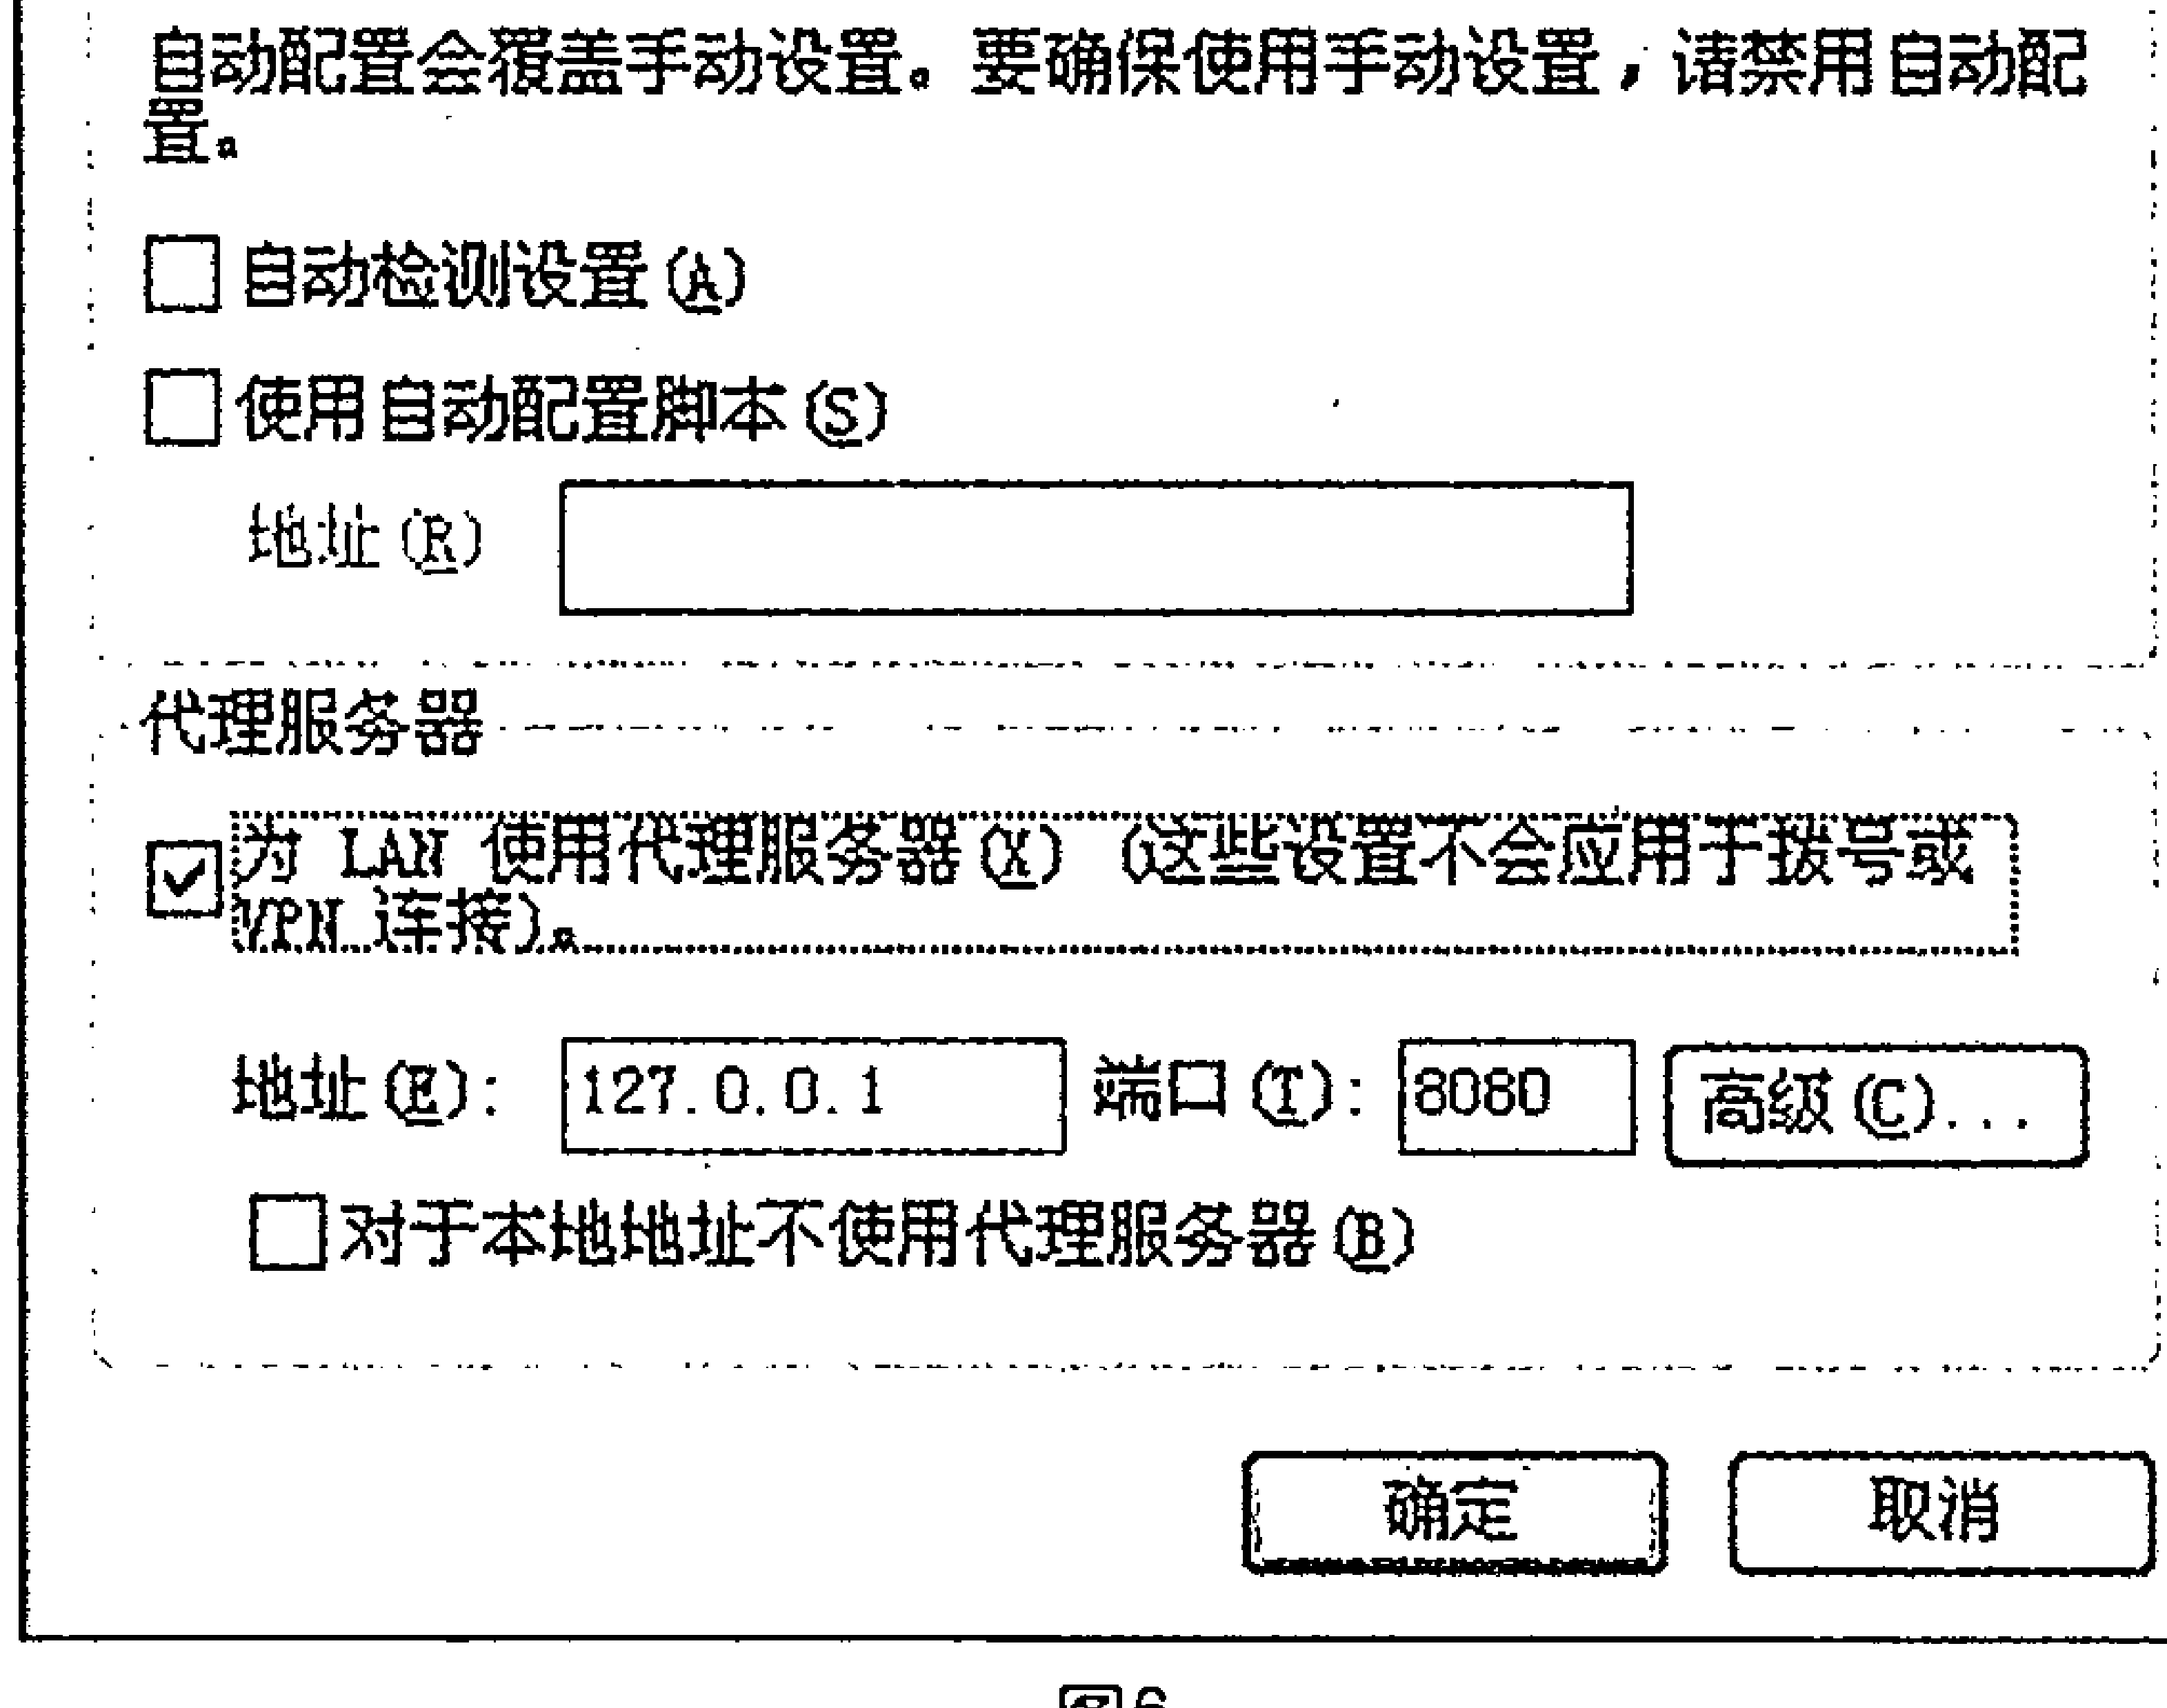 自动配置会覆盖手动设置。要确保使用手动设置，请禁用自动配
置。
自动检测设置(A)
使用自动配置脚本(S)
地址(R)
代理服务器
为 LAN 使用代理服务器(X) (这些设置不会应用于拨号或
VPN 连接)。
地址(E): 127.0.0.1 端口(T): 8080 高级(C)...
对于本地地址不使用代理服务器(B)
确定 取消
图6